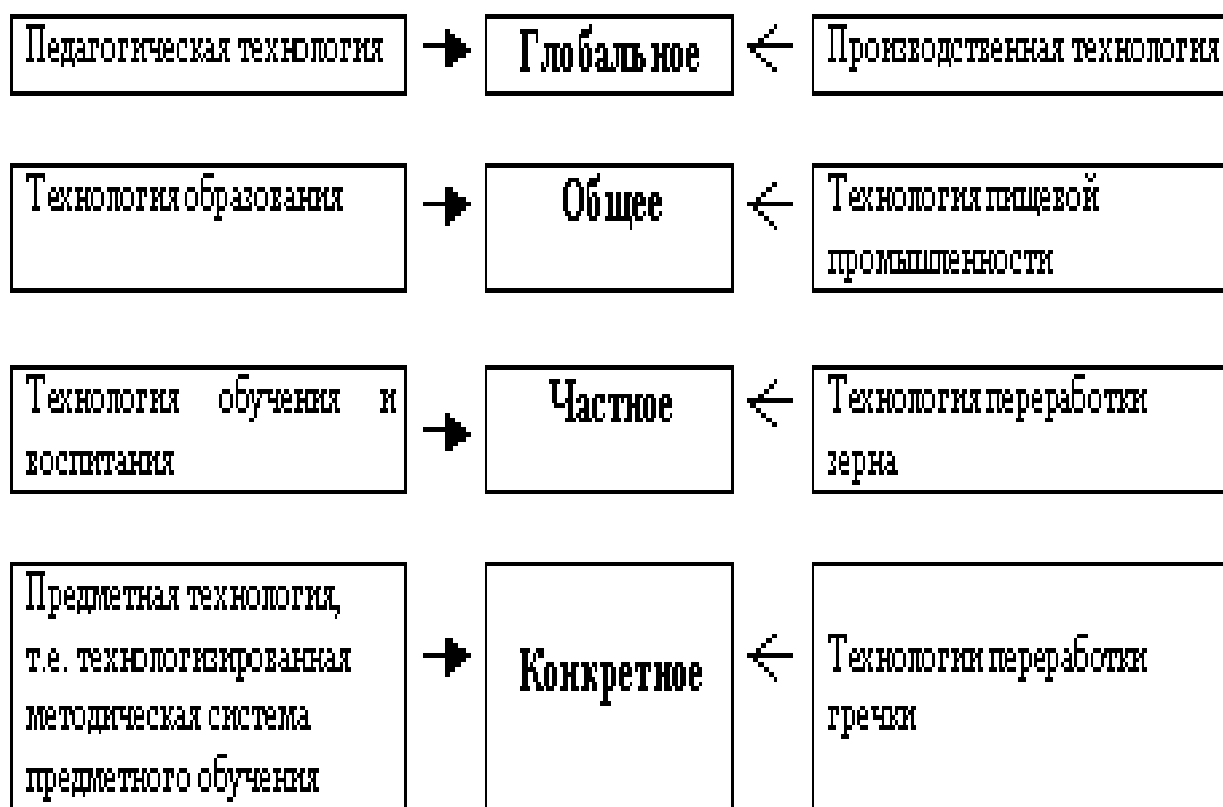 Педагогическая технология
Глобальное
Производственная технология
Технология образования
Общее
Технология пищевой
промышленности
Технология обучения и
воспитания
Частное
Технология переработки
зерна
Предметная технология,
т.е. технологизированная
методическая система
предметного обучения
Конкретное
Технологии переработки
гречки